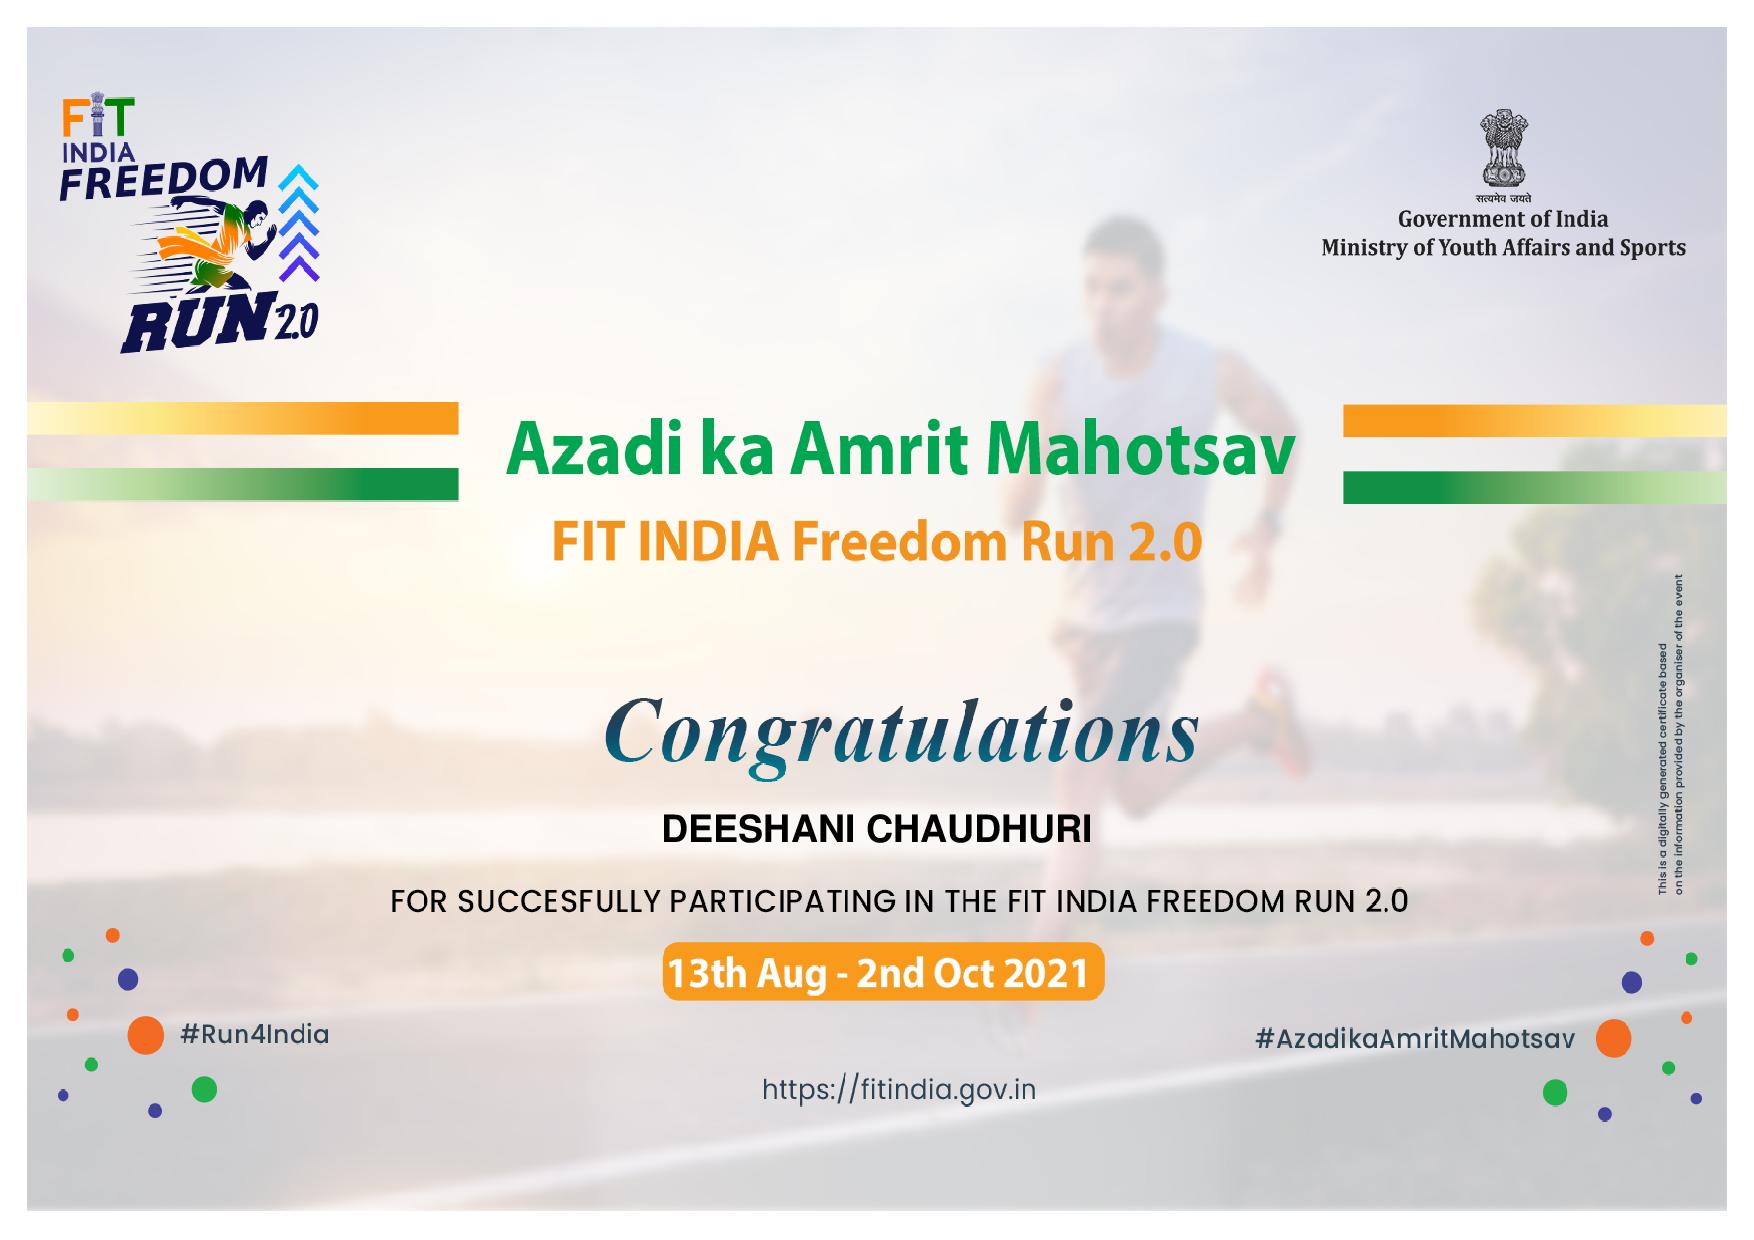 FIT
INDIA
FREEDOM
RUN 2.0
सत्यमेव जयते
Government of India
Ministry of Youth Affairs and Sports
Azadi ka Amrit Mahotsav
FIT INDIA Freedom Run 2.0
Congratulations
DEESHANI CHAUDHURI
FOR SUCCESFULLY PARTICIPATING IN THE FIT INDIA FREEDOM RUN 2.0
13th Aug - 2nd Oct 2021
#Run4India
#AzadikaAmritMahotsav
https://fitindia.gov.in
This is a digitally generated certificate based
on the information provided by the organiser of the event